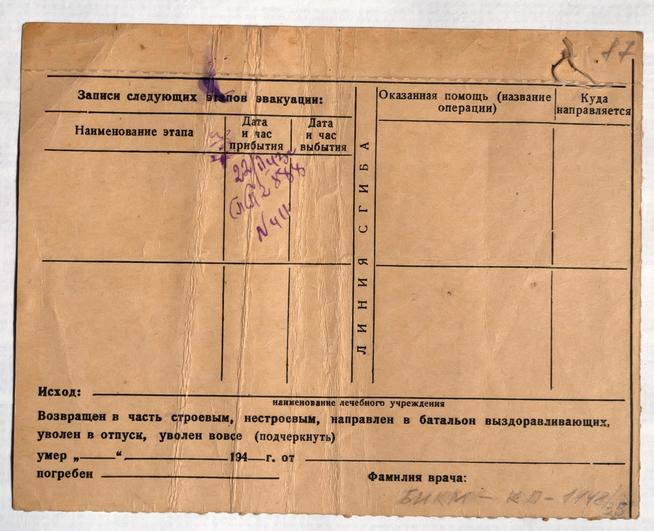 87
Записи следующих этапов эвакуации:
Наименование этапа
Дата и час прибытия
Дата и час выбытия
ЛИНИЯ СГИБА
Оказанная помощь (название операции)
Куда направляется
Исход:
наименование лечебного учреждения
Возвращен в часть строевым, нестроевым, направлен в батальон выздоравливающих,
уволен в отпуск, уволен вовсе (подчеркнуть)
умер „ “ 194 г. от
погребен
Фамилия врача: